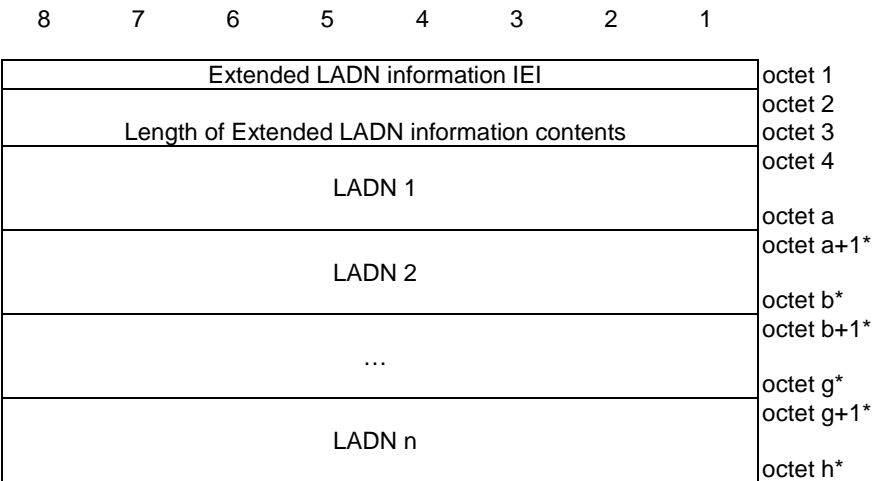 8 7 6 5 4 3 2 1
Extended LADN information IEI octet 1
octet 2
Length of Extended LADN information contents octet 3
octet 4
LADN 1
octet a
octet a+1*
LADN 2
octet b*
octet b+1*
…
octet g*
octet g+1*
LADN n
octet h*